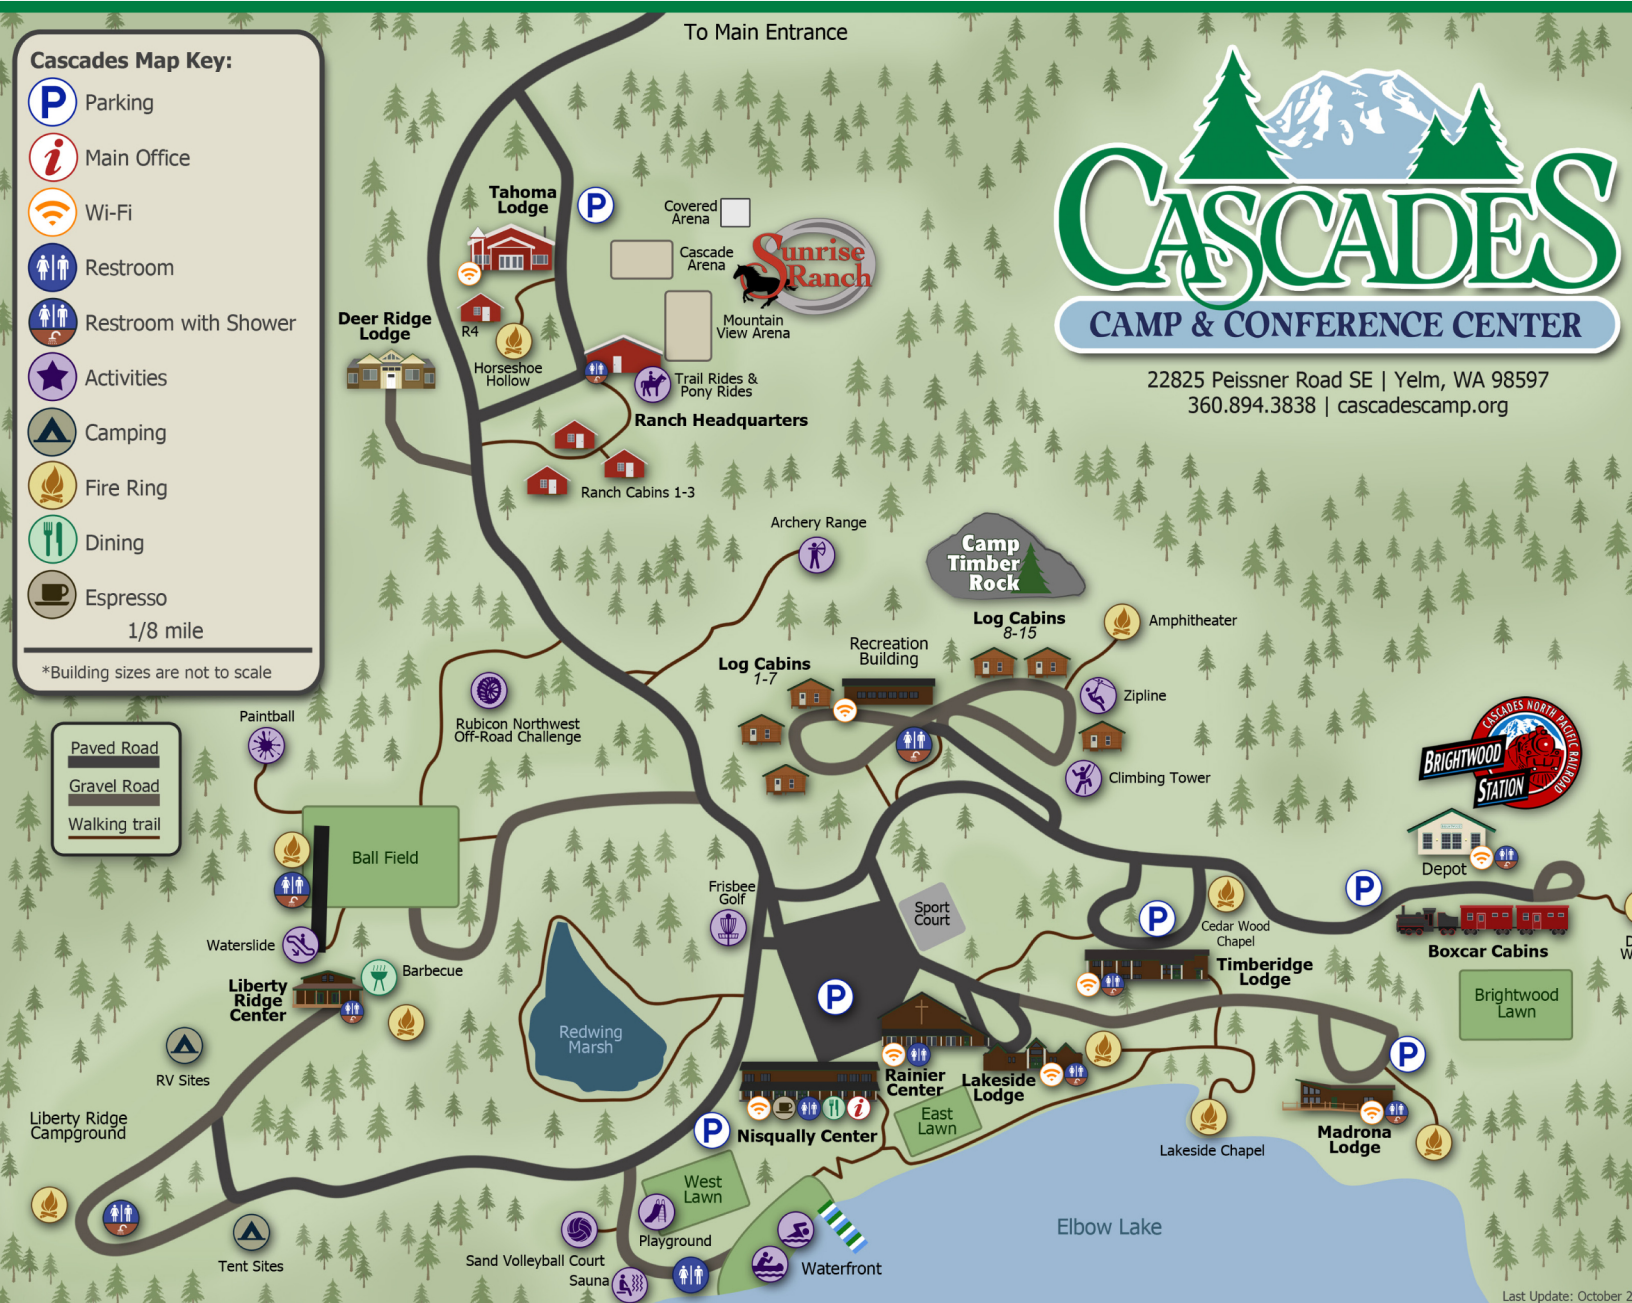 To Main Entrance
Cascades Map Key:
P Parking
i Main Office
Wi-Fi
Restroom
Restroom with Shower
Activities
Camping
Fire Ring
Dining
Espresso
1/8 mile
*Building sizes are not to scale
Paved Road
Gravel Road
Walking trail
CASCADES
CAMP & CONFERENCE CENTER
22825 Peissner Road SE | Yelm, WA 98597
360.894.3838 | cascadescamp.org
Tahoma
Lodge
P
Covered
Arena
Cascade
Arena
Sunrise
Ranch
Mountain
View Arena
R4
Horseshoe
Hollow
Deer Ridge
Lodge
Trail Rides &
Pony Rides
Ranch Headquarters
Ranch Cabins 1-3
Archery Range
Camp
Timber
Rock
Log Cabins
8-15
Amphitheater
Recreation
Building
Log Cabins
1-7
Zipline
Climbing Tower
Rubicon Northwest
Off-Road Challenge
Paintball
Ball Field
Waterslide
Barbecue
Liberty
Ridge
Center
RV Sites
Liberty Ridge
Campground
Tent Sites
Redwing
Marsh
Frisbee
Golf
Sport
Court
P
CASCADES NORTH PACIFIC RAILROAD
BRIGHTWOOD
STATION
Depot
P
Boxcar Cabins
Brightwood
Lawn
P
Cedar Wood
Chapel
Timberidge
Lodge
Rainier
Center
Lakeside
Lodge
East
Lawn
i
Nisqually Center
P
P
Madrona
Lodge
Lakeside Chapel
West
Lawn
Playground
Sand Volleyball Court
Sauna
Waterfront
Elbow Lake
Last Update: October 2